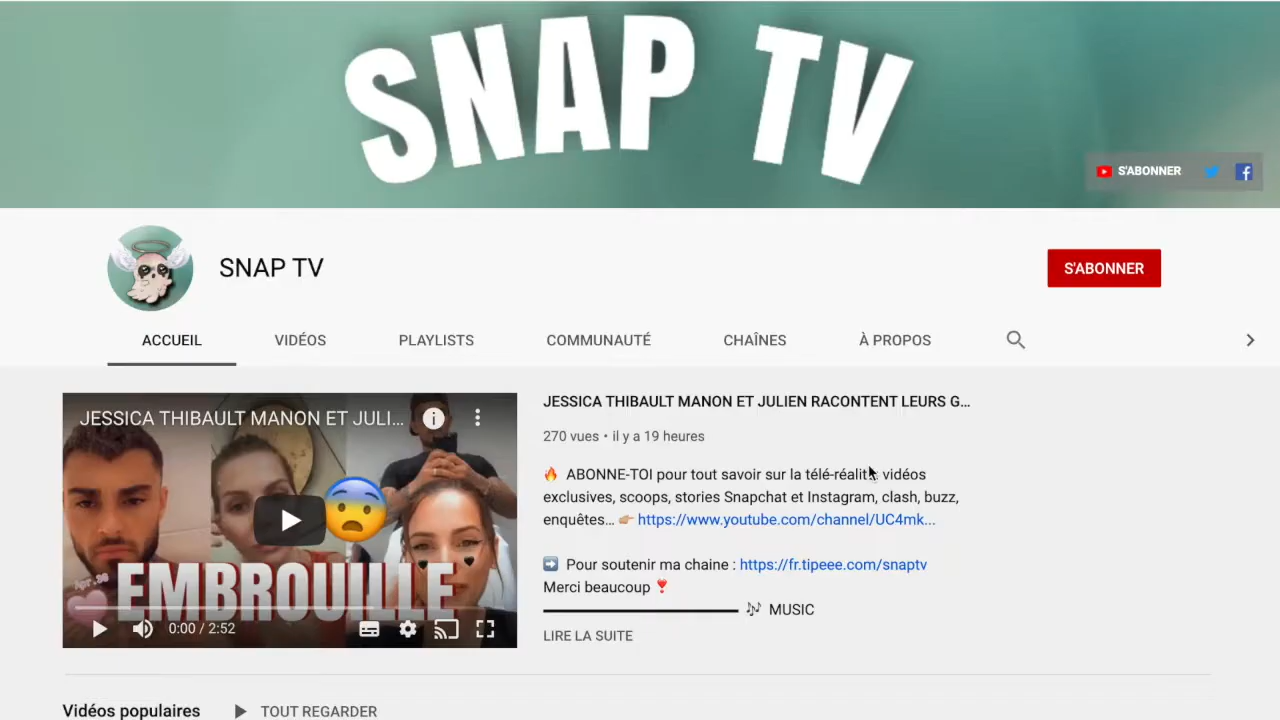 SNAP TV
S'ABONNER
SNAP TV
S'ABONNER
ACCUEIL
VIDÉOS
PLAYLISTS
COMMUNAUTÉ
CHAÎNES
À PROPOS
JESSICA THIBAULT MANON ET JULI...
EMBROUILLE
0:00 / 2:52
JESSICA THIBAULT MANON ET JULIEN RACONTENT LEURS G...
270 vues • il y a 19 heures
🔥 ABONNE-TOI pour tout savoir sur la télé-réalité vidéos
exclusives, scoops, stories Snapchat et Instagram, clash, buzz,
enquêtes... 👉🏼 https://www.youtube.com/channel/UC4mk...
➡️ Pour soutenir ma chaine : https://fr.tipeee.com/snaptv
Merci beaucoup ❣️
🎶 MUSIC
LIRE LA SUITE
Vidéos populaires
TOUT REGARDER